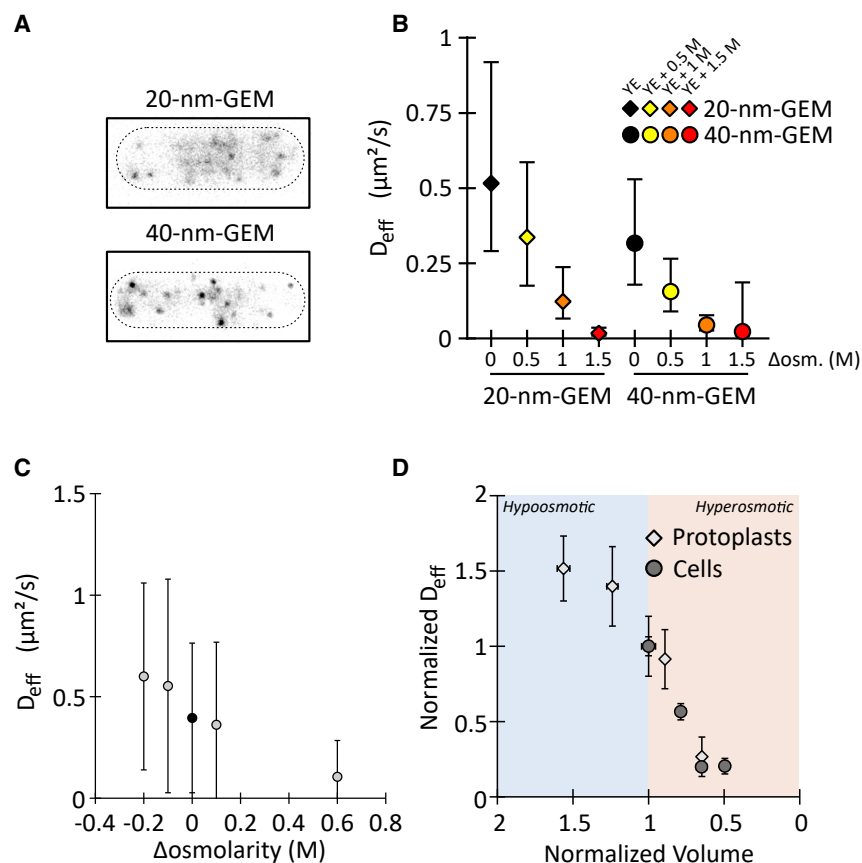 A
20-nm-GEM
40-nm-GEM
B
YE
YE + 0.5 M
YE + 1 M
YE + 1.5 M
20-nm-GEM
40-nm-GEM
Deff (μm²/s)
1
0.75
0.5
0.25
0
0 0.5 1 1.5 0 0.5 1 1.5 Δosm. (M)
20-nm-GEM 40-nm-GEM
C
Deff (μm²/s)
1.5
1
0.5
0
-0.4 -0.2 0 0.2 0.4 0.6 0.8
Δosmolarity (M)
D
Normalized Deff
2
1.5
1
0.5
0
Hypoosmotic Hyperosmotic
Protoplasts
Cells
2 1.5 1 0.5 0
Normalized Volume